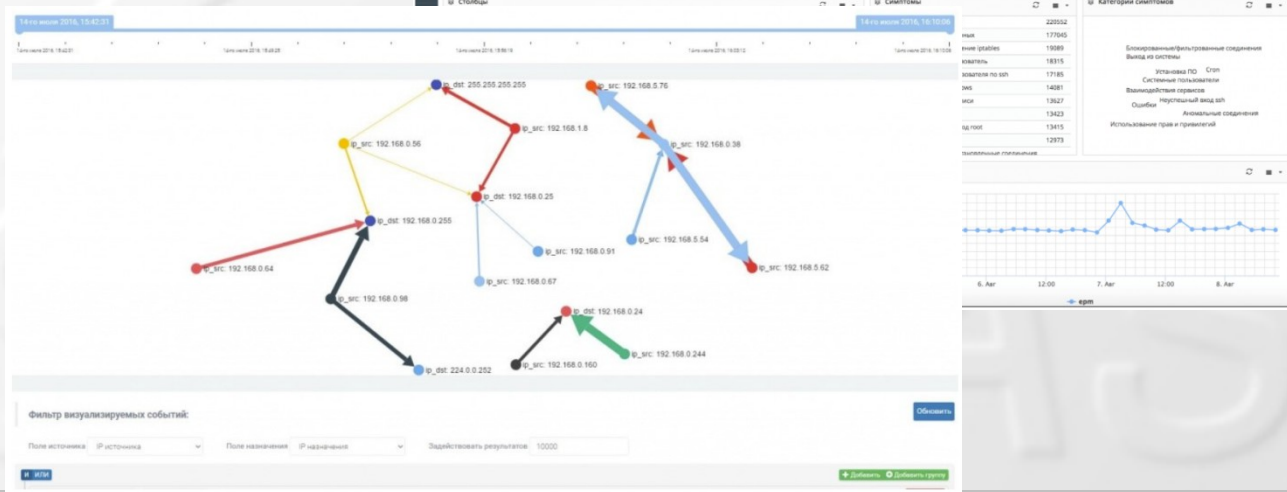 Столбцы
Симптомы
Категории симптомов
14-го июля 2016, 15:42:31
14-го июля 2016, 16:10:06
ip_dst: 255.255.255.255
ip_src: 192.168.5.76
ip_src: 192.168.1.8
ip_src: 192.168.0.56
ip_src: 192.168.0.38
ip_dst: 192.168.0.25
ip_dst: 192.168.0.255
ip_src: 192.168.5.54
ip_src: 192.168.0.91
ip_src: 192.168.0.64
ip_src: 192.168.5.62
ip_src: 192.168.0.67
ip_src: 192.168.0.98
ip_dst: 192.168.0.24
ip_src: 192.168.0.244
ip_src: 192.168.0.160
ip_dst: 224.0.0.252
Фильтр визуализируемых событий:
Обновить
Поле источника IP источника Поле назначения IP назначения Задействовать результатов 10000
И ИЛИ
Добавить Добавить группу
220552
ных 177045
ение iptables 19089
зователь 18315
зователя по ssh 17185
ows 14081
иси 13627
13423
од root 13415
12973
Блокированные/фильтрованные соединения
Выход из системы
Установка ПО Cron
Системные пользователи
Взаимодействия сервисов
Неуспешный вход ssh
Ошибки
Аномальные соединения
Использование прав и привилегий
6. Авг 12:00 7. Авг 12:00 8. Авг
epm